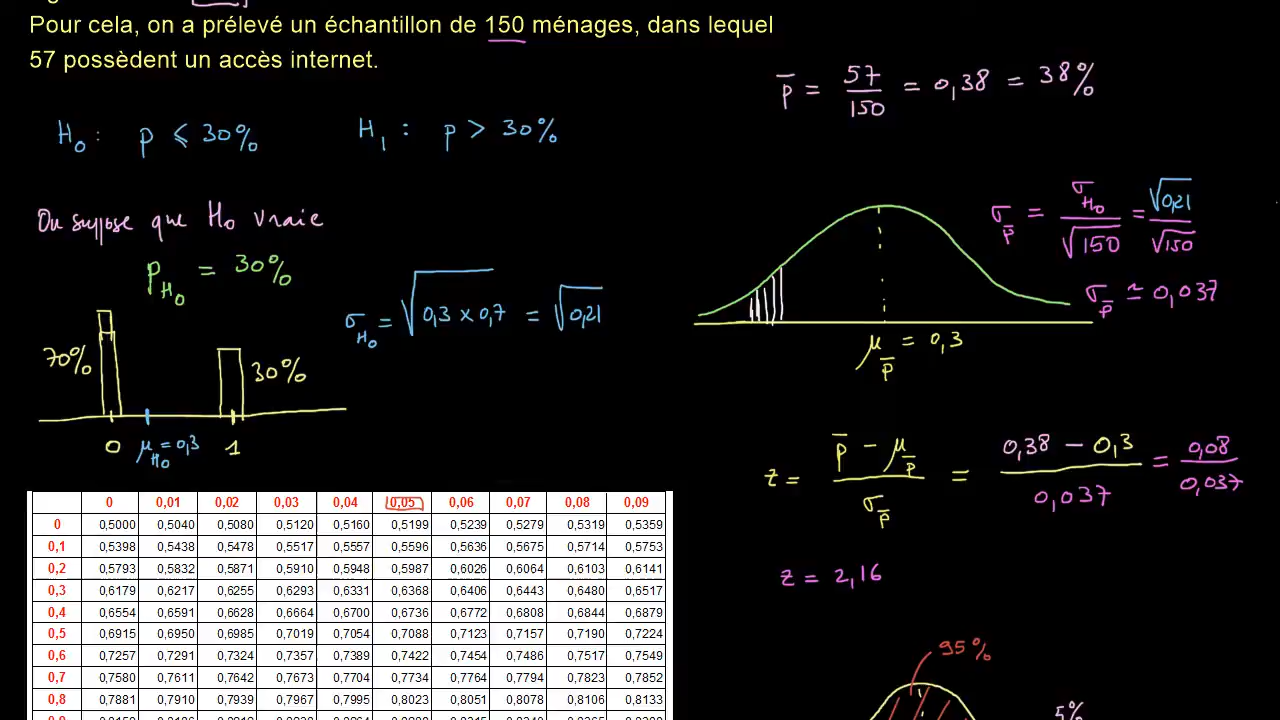 Pour cela, on a prélevé un échantillon de 150 ménages, dans lequel
57 possèdent un accès internet.
p̅ = 57/150 = 0,38 = 38%
H₀ : p ⩽ 30%
H₁ : p > 30%
On suppose que H₀ vraie
p_H₀ = 30%
σ_H₀ = √(0,3 × 0,7) = √0,21
70%
30%
0
μ_H₀ = 0,3
1
σ_p̅ = σ_H₀/√150 = √0,21/√150
σ_p̅ ≃ 0,037
μ_p̅ = 0,3
z = (p̅ - μ_p̅)/σ_p̅ = (0,38 - 0,3)/0,037 = 0,08/0,037
z = 2,16
95%
5%
0 0,01 0,02 0,03 0,04 0,05 0,06 0,07 0,08 0,09
0 0,5000 0,5040 0,5080 0,5120 0,5160 0,5199 0,5239 0,5279 0,5319 0,5359
0,1 0,5398 0,5438 0,5478 0,5517 0,5557 0,5596 0,5636 0,5675 0,5714 0,5753
0,2 0,5793 0,5832 0,5871 0,5910 0,5948 0,5987 0,6026 0,6064 0,6103 0,6141
0,3 0,6179 0,6217 0,6255 0,6293 0,6331 0,6368 0,6406 0,6443 0,6480 0,6517
0,4 0,6554 0,6591 0,6628 0,6664 0,6700 0,6736 0,6772 0,6808 0,6844 0,6879
0,5 0,6915 0,6950 0,6985 0,7019 0,7054 0,7088 0,7123 0,7157 0,7190 0,7224
0,6 0,7257 0,7291 0,7324 0,7357 0,7389 0,7422 0,7454 0,7486 0,7517 0,7549
0,7 0,7580 0,7611 0,7642 0,7673 0,7704 0,7734 0,7764 0,7794 0,7823 0,7852
0,8 0,7881 0,7910 0,7939 0,7967 0,7995 0,8023 0,8051 0,8078 0,8106 0,8133